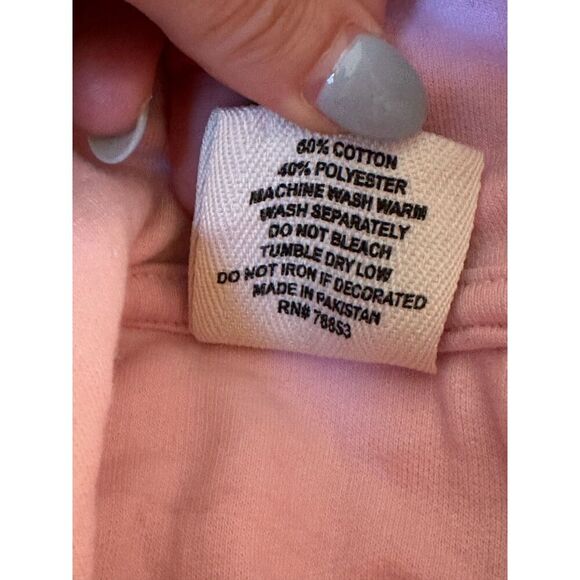 60% COTTON
40% POLYESTER
MACHINE WASH WARM
WASH SEPARATELY
DO NOT BLEACH
TUMBLE DRY LOW
DO NOT IRON IF DECORATED
MADE IN PAKISTAN
RN# 78853